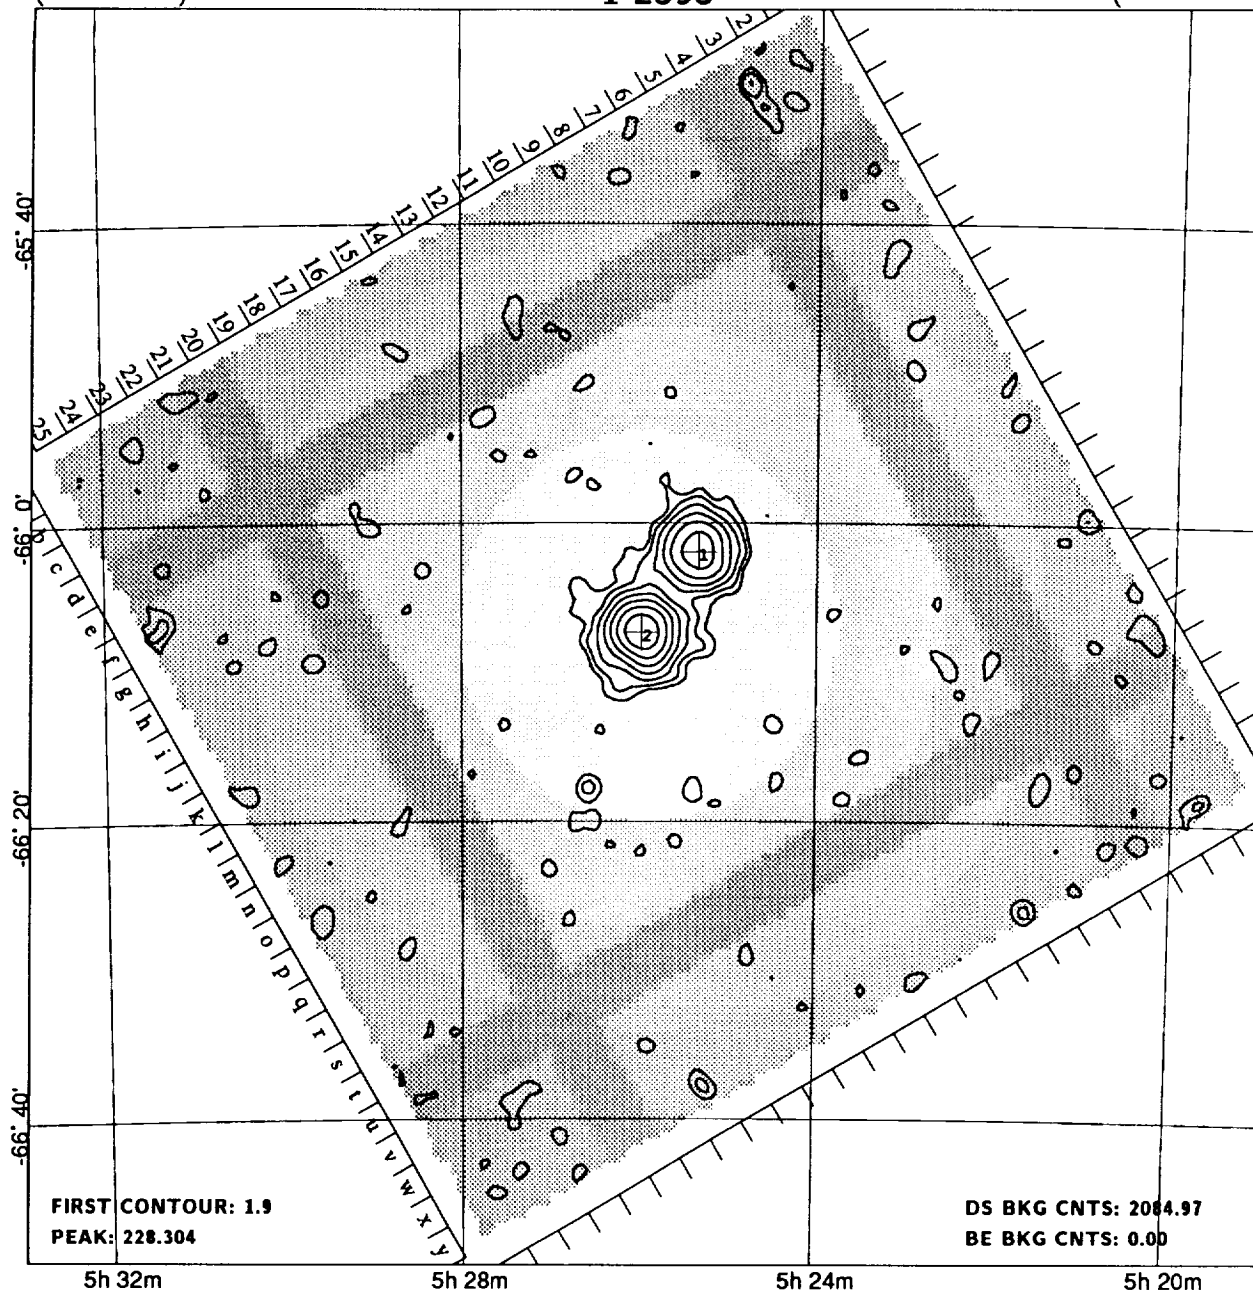 2 3 4 5 6 7 8 9 10 11 12 13 14 15 16 17 18 19 20 21 22 23 24 25
-65° 40'
-66° 0'
-66° 20'
-66° 40'
b c d e f g h i j k l m n o p q r s t u v w x y
1
2
FIRST CONTOUR: 1.9
PEAK: 228.304
DS BKG CNTS: 2084.97
BE BKG CNTS: 0.00
5h 32m 5h 28m 5h 24m 5h 20m